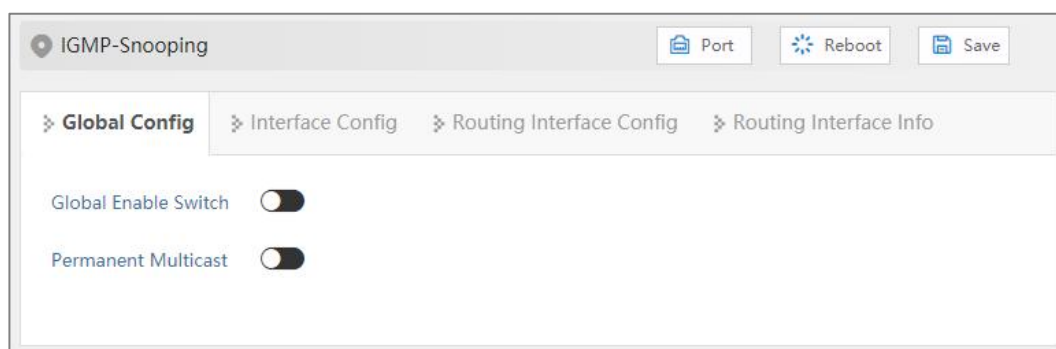 IGMP-Snooping Port Reboot Save
Global Config Interface Config Routing Interface Config Routing Interface Info
Global Enable Switch
Permanent Multicast